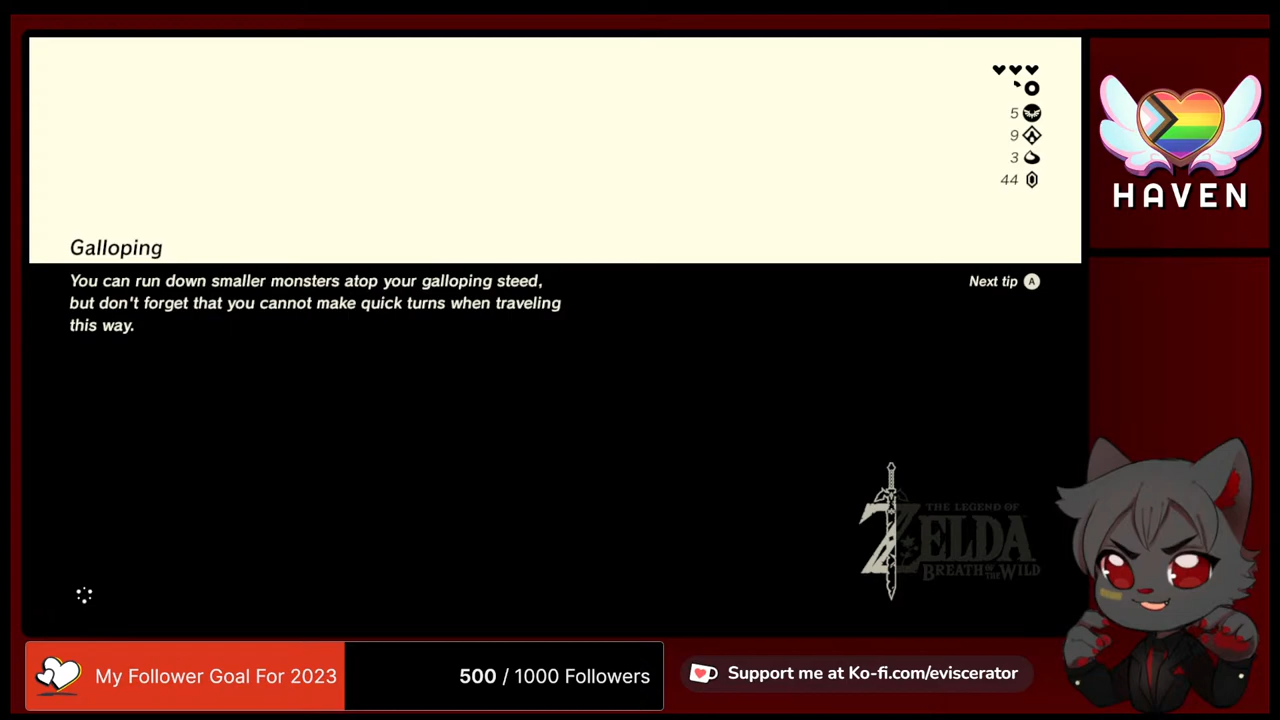 5
9
3
44
HAVEN
Galloping
You can run down smaller monsters atop your galloping steed,
but don't forget that you cannot make quick turns when traveling
this way.
Next tip A
THE LEGEND OF
ZELDA
BREATH OF THE WILD
My Follower Goal For 2023
500 / 1000 Followers
Support me at Ko-fi.com/eviscerator